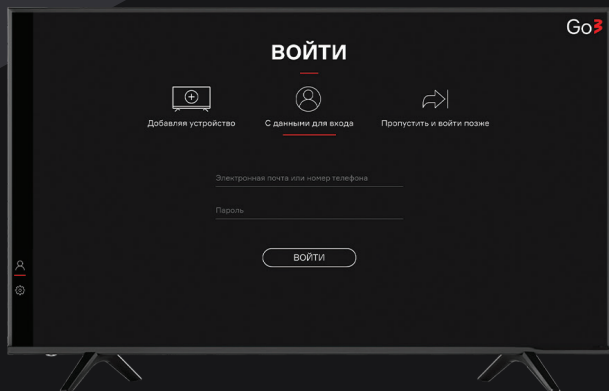 Go3
ВОЙТИ
Добавляя устройство
С данными для входа
Пропустить и войти позже
Электронная почта или номер телефона
Пароль
ВОЙТИ